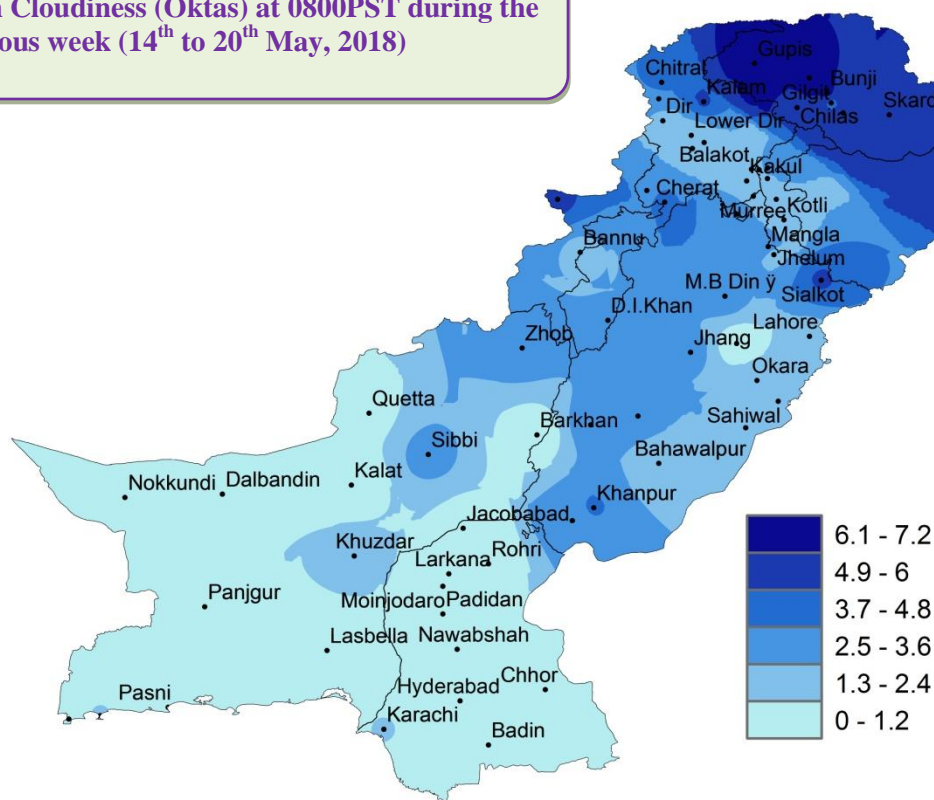 Cloudiness (Oktas) at 0800PST during the
ous week (14th to 20th May, 2018)
Gupis
Chitral
Bunji
Kalam
Gilgit
Skard
Dir
Chilas
Lower Dir
Balakot
Kakul
Cherat
Murree
Kotli
Bannu
Mangla
Jhelum
M.B Din ÿ
Sialkot
D.I.Khan
Lahore
Zhob
Jhang
Okara
Quetta
Barkhan
Sahiwal
Sibbi
Bahawalpur
Nokkundi
Dalbandin
Kalat
Khanpur
Jacobabad
Khuzdar
Rohri
Larkana
Panjgur
Moinjodaro
Padidan
Lasbella
Nawabshah
Chhor
Pasni
Hyderabad
Karachi
Badin
6.1 - 7.2
4.9 - 6
3.7 - 4.8
2.5 - 3.6
1.3 - 2.4
0 - 1.2